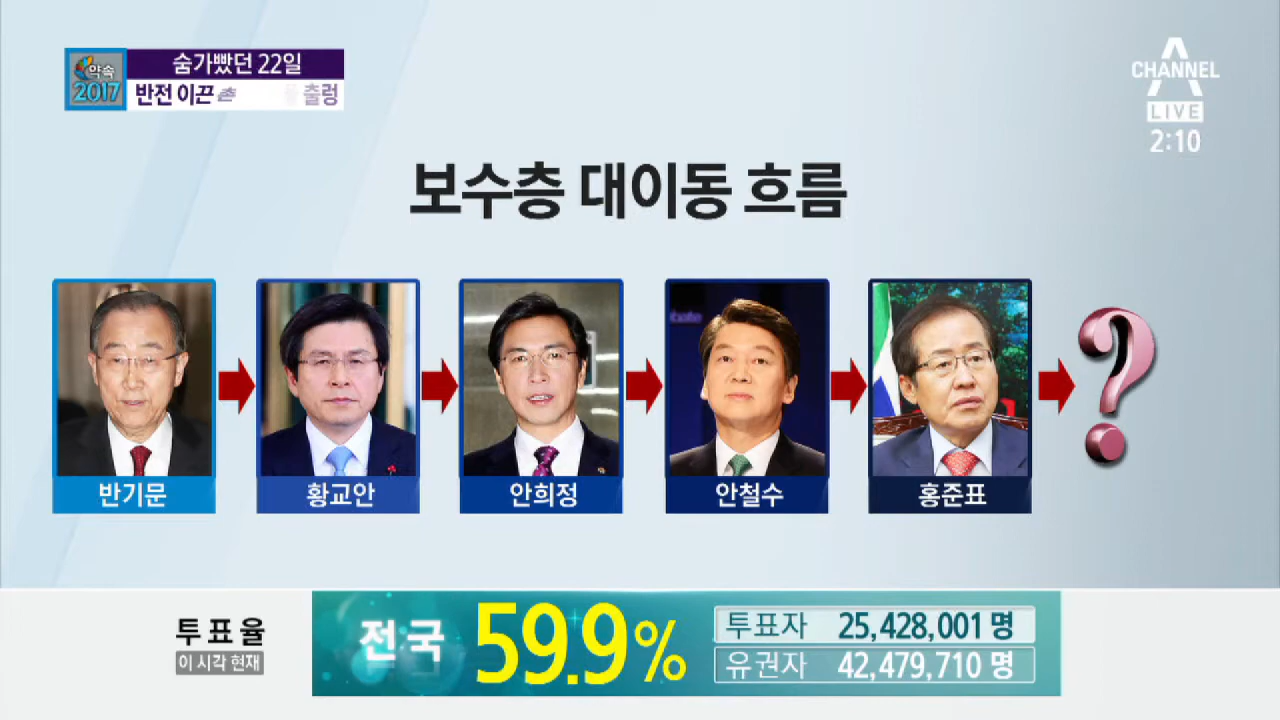 약속
2017
숨가빴던 22일
반전 이끈 촌
출렁
CHANNEL A
LIVE
2:10
보수층 대이동 흐름
bate
반기문
황교안
안희정
안철수
홍준표
?
투표율
이 시각 현재
전국 59.9%
투표자 25,428,001 명
유권자 42,479,710 명